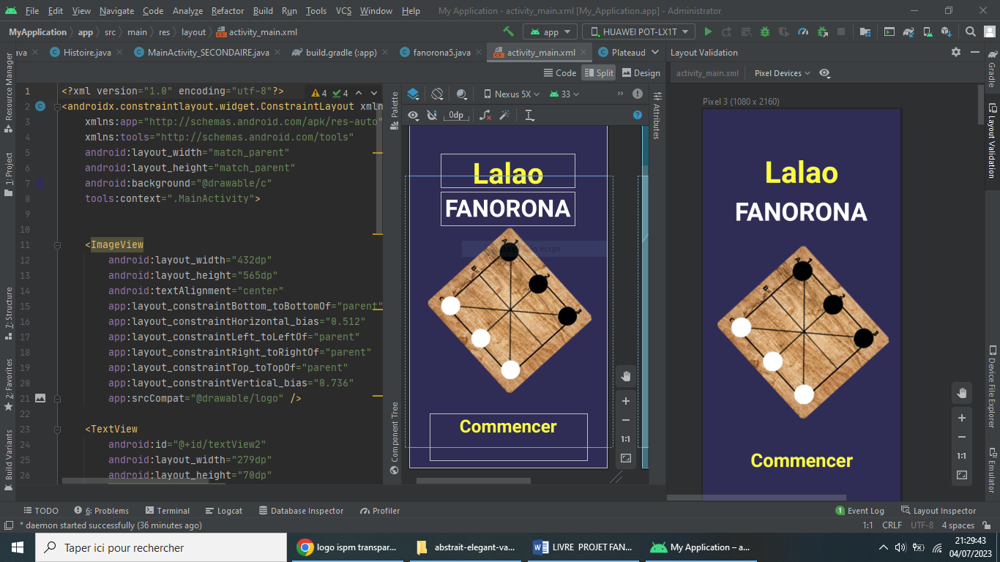 File Edit View Navigate Code Analyze Refactor Build Run Tools VCS Window Help My Application - activity_main.xml [My_Application.app] - Administrator
MyApplication app src main res layout activity_main.xml app HUAWEI POT-LX1T
ava Histoire.java MainActivity_SECONDAIRE.java build.gradle (:app) fanorona5.java activity_main.xml Plateaud Layout Validation
Code Split Design activity_main.xml Pixel Devices
4 4 Nexus 5X 33
0dp
Pixel 3 (1080 x 2160)
1 <?xml version="1.0" encoding="utf-8"?>
2 <androidx.constraintlayout.widget.ConstraintLayout xmln
3 xmlns:app="http://schemas.android.com/apk/res-auto"
4 xmlns:tools="http://schemas.android.com/tools"
5 android:layout_width="match_parent"
6 android:layout_height="match_parent"
7 android:background="@drawable/c"
8 tools:context=".MainActivity">
9
10
11 <ImageView
12 android:layout_width="432dp"
13 android:layout_height="565dp"
14 android:textAlignment="center"
15 app:layout_constraintBottom_toBottomOf="parent"
16 app:layout_constraintHorizontal_bias="0.512"
17 app:layout_constraintLeft_toLeftOf="parent"
18 app:layout_constraintRight_toRightOf="parent"
19 app:layout_constraintTop_toTopOf="parent"
20 app:layout_constraintVertical_bias="0.736"
21 app:srcCompat="@drawable/logo" />
22
23 <TextView
24 android:id="@+id/textView2"
25 android:layout_width="279dp"
26 android:layout_height="70dp"
Resource Manager
1: Project
7: Structure
2: Favorites
Build Variants
Palette
Component Tree
Lalao
FANORONA
A 1
B 2
C 3
Commencer
1:1
Attributes
Lalao
FANORONA
A 1
B 2
C 3
Commencer
1:1
Gradle
Layout Validation
Device File Explorer
Emulator
TODO 6: Problems Terminal Logcat Database Inspector Profiler 1 Event Log Layout Inspector
* daemon started successfully (36 minutes ago) 1:1 CRLF UTF-8 4 spaces
Taper ici pour rechercher logo ispm transpar... abstrait-elegant-va... LIVRE PROJET FAN... My Application – a... 21:29:43
04/07/2023